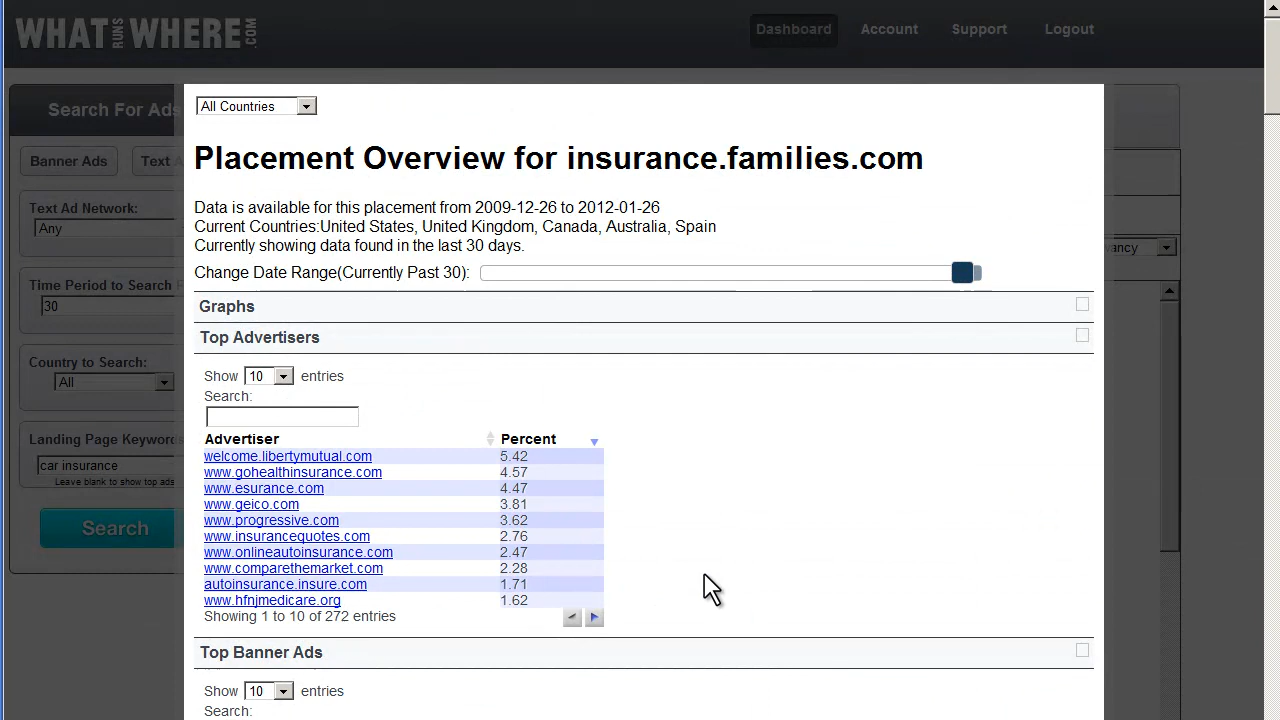 WHAT RUNS WHERE .COM
Dashboard Account Support Logout
Search For Ads
Banner Ads Text A
Text Ad Network:
Any
Time Period to Search
30
Country to Search:
All
Landing Page Keywords
car insurance
Leave blank to show top ads
Search
All Countries
Placement Overview for insurance.families.com
Data is available for this placement from 2009-12-26 to 2012-01-26
Current Countries:United States, United Kingdom, Canada, Australia, Spain
Currently showing data found in the last 30 days.
Change Date Range(Currently Past 30):
Graphs
Top Advertisers
Show 10 entries
Search:
Advertiser Percent
welcome.libertymutual.com 5.42
www.gohealthinsurance.com 4.57
www.esurance.com 4.47
www.geico.com 3.81
www.progressive.com 3.62
www.insurancequotes.com 2.76
www.onlineautoinsurance.com 2.47
www.comparethemarket.com 2.28
autoinsurance.insure.com 1.71
www.hfnjmedicare.org 1.62
Showing 1 to 10 of 272 entries
Top Banner Ads
Show 10 entries
Search:
vancy